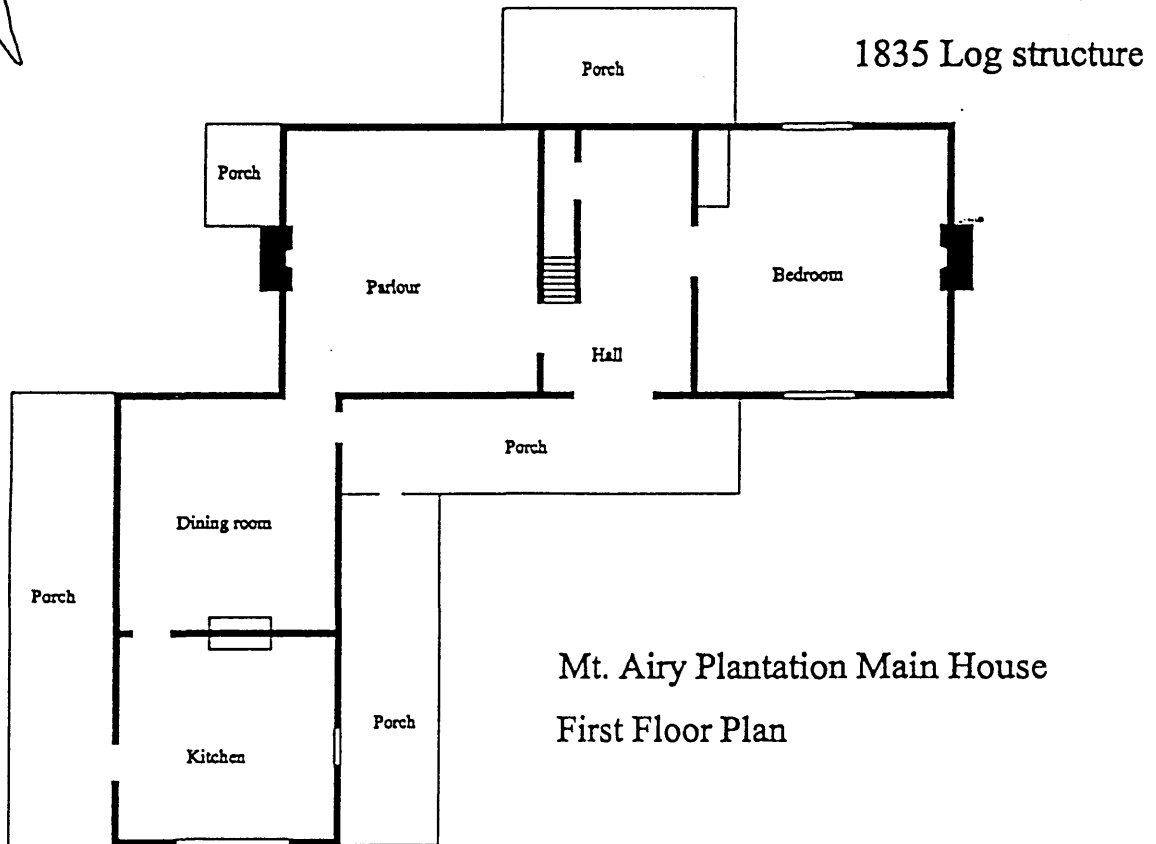 1835 Log structure
Porch
Porch
Parlour
Bedroom
Hall
Porch
Dining room
Porch
Mt. Airy Plantation Main House
Porch
First Floor Plan
Kitchen